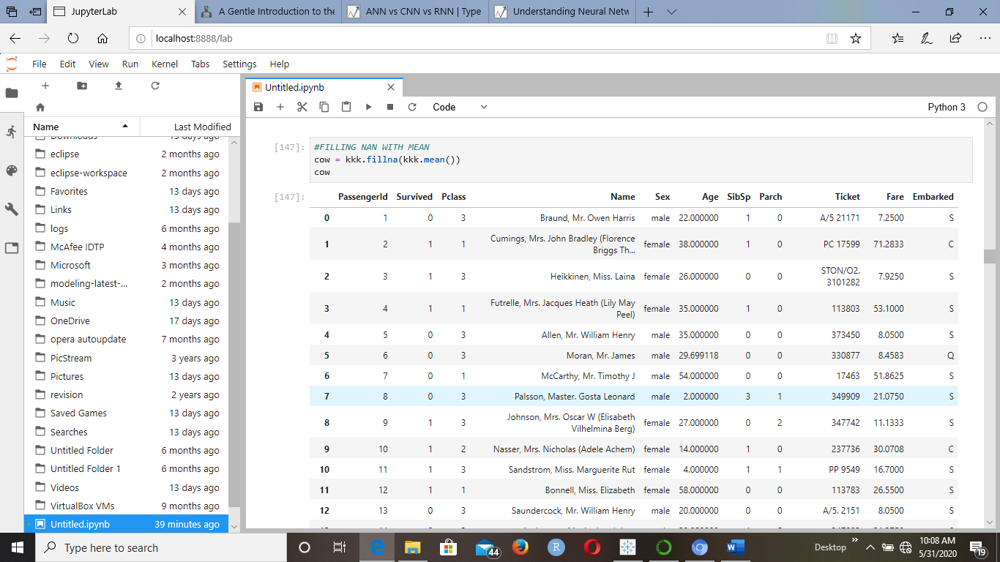 JupyterLab
A Gentle Introduction to the
ANN vs CNN vs RNN | Type
Understanding Neural Netw
localhost:8888/lab
File Edit View Run Kernel Tabs Settings Help
Untitled.ipynb
Code
Python 3
Name Last Modified
Downloads 13 days ago
eclipse 2 months ago
eclipse-workspace 2 months ago
Favorites 13 days ago
Links 13 days ago
logs 6 months ago
McAfee IDTP 4 months ago
Microsoft 3 months ago
modeling-latest-... 2 months ago
Music 13 days ago
OneDrive 17 days ago
opera autoupdate 7 months ago
PicStream 3 years ago
Pictures 13 days ago
revision 2 years ago
Saved Games 13 days ago
Searches 13 days ago
Untitled Folder 6 months ago
Untitled Folder 1 6 months ago
Videos 13 days ago
VirtualBox VMs 9 months ago
Untitled.ipynb 39 minutes ago
[147]: #FILLING NAN WITH MEAN
cow = kkk.fillna(kkk.mean())
cow
[147]: PassengerId Survived Pclass Name Sex Age SibSp Parch Ticket Fare Embarked
0 1 0 3 Braund, Mr. Owen Harris male 22.000000 1 0 A/5 21171 7.2500 S
1 2 1 1 Cumings, Mrs. John Bradley (Florence Briggs Th... female 38.000000 1 0 PC 17599 71.2833 C
2 3 1 3 Heikkinen, Miss. Laina female 26.000000 0 0 STON/O2. 3101282 7.9250 S
3 4 1 1 Futrelle, Mrs. Jacques Heath (Lily May Peel) female 35.000000 1 0 113803 53.1000 S
4 5 0 3 Allen, Mr. William Henry male 35.000000 0 0 373450 8.0500 S
5 6 0 3 Moran, Mr. James male 29.699118 0 0 330877 8.4583 Q
6 7 0 1 McCarthy, Mr. Timothy J male 54.000000 0 0 17463 51.8625 S
7 8 0 3 Palsson, Master. Gosta Leonard male 2.000000 3 1 349909 21.0750 S
8 9 1 3 Johnson, Mrs. Oscar W (Elisabeth Vilhelmina Berg) female 27.000000 0 2 347742 11.1333 S
9 10 1 2 Nasser, Mrs. Nicholas (Adele Achem) female 14.000000 1 0 237736 30.0708 C
10 11 1 3 Sandstrom, Miss. Marguerite Rut female 4.000000 1 1 PP 9549 16.7000 S
11 12 1 1 Bonnell, Miss. Elizabeth female 58.000000 0 0 113783 26.5500 S
12 13 0 3 Saundercock, Mr. William Henry male 20.000000 0 0 A/5. 2151 8.0500 S
Type here to search
44
R
Desktop
10:08 AM
5/31/2020
19